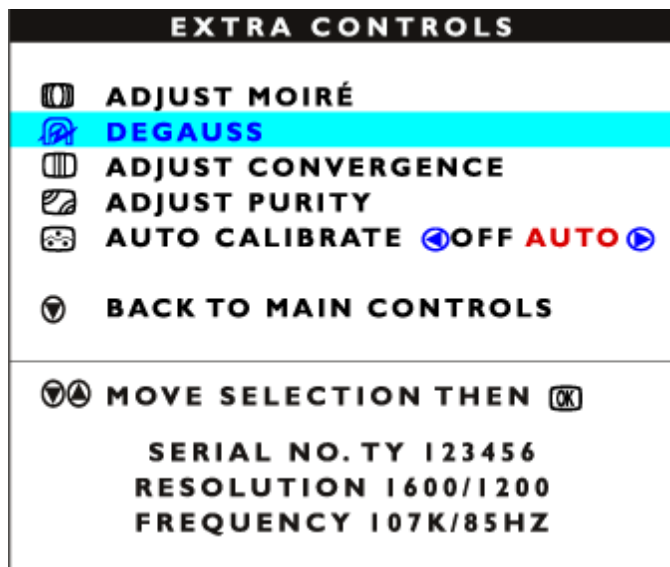 EXTRA CONTROLS
ADJUST MOIRÉ
DEGAUSS
ADJUST CONVERGENCE
ADJUST PURITY
AUTO CALIBRATE OFF AUTO
BACK TO MAIN CONTROLS
MOVE SELECTION THEN OK
SERIAL NO. TY 123456
RESOLUTION 1600/1200
FREQUENCY 107K/85HZ